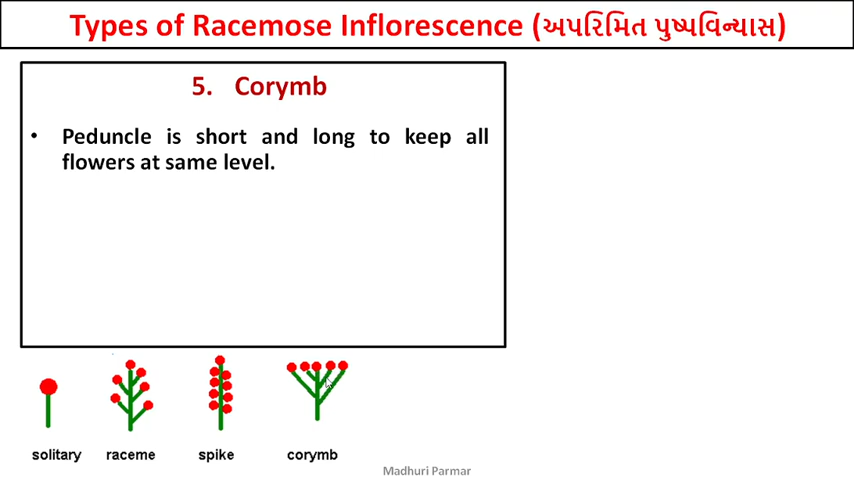 Types of Racemose Inflorescence (અપરિમિત પુષ્પવિન્યાસ)
5. Corymb
• Peduncle is short and long to keep all
flowers at same level.
solitary raceme spike corymb
Madhuri Parmar